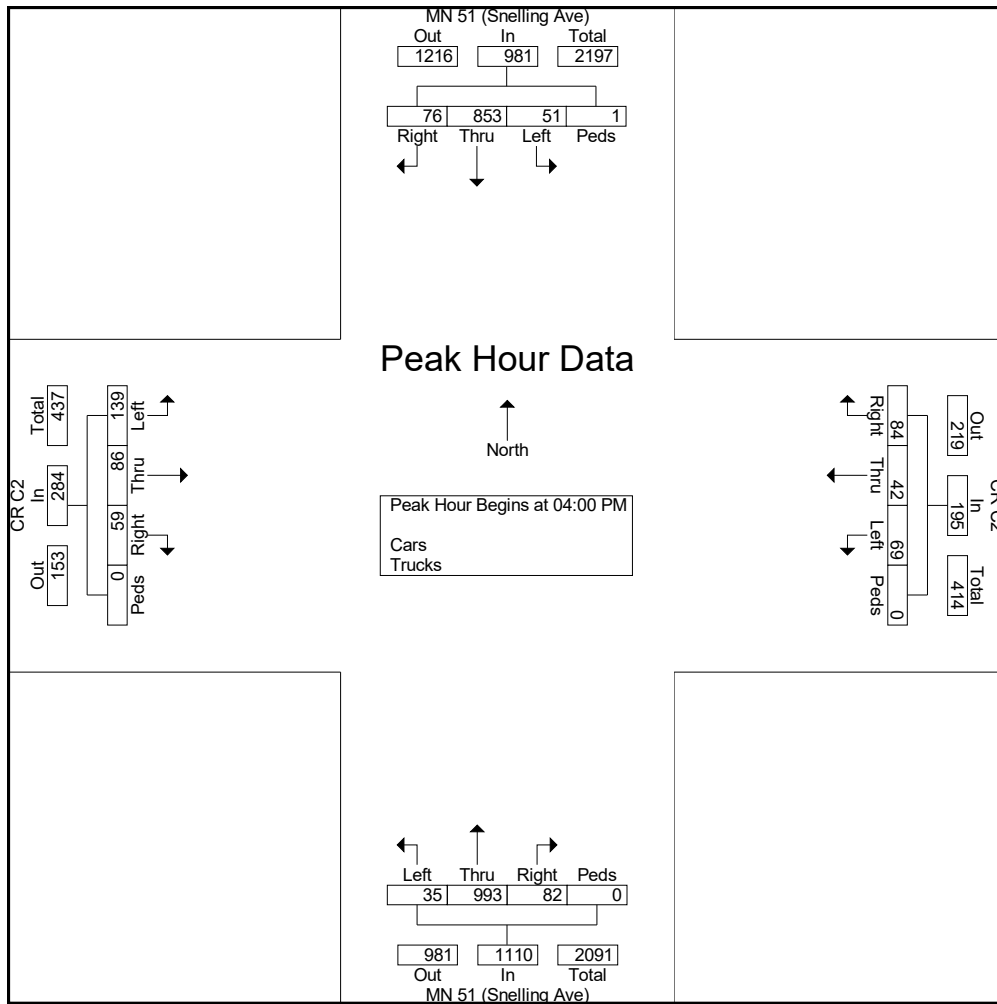 MN 51 (Snelling Ave)
Out In Total
1216 981 2197
76 853 51 1
Right Thru Left Peds
Peak Hour Data
North
Peak Hour Begins at 04:00 PM
Cars
Trucks
CR C2
Total In Out
437 284 153
139 86 59 0
Left Thru Right Peds
CR C2
Out In Total
219 195 414
84 42 69 0
Right Thru Left Peds
Left Thru Right Peds
35 993 82 0
981 1110 2091
Out In Total
MN 51 (Snelling Ave)